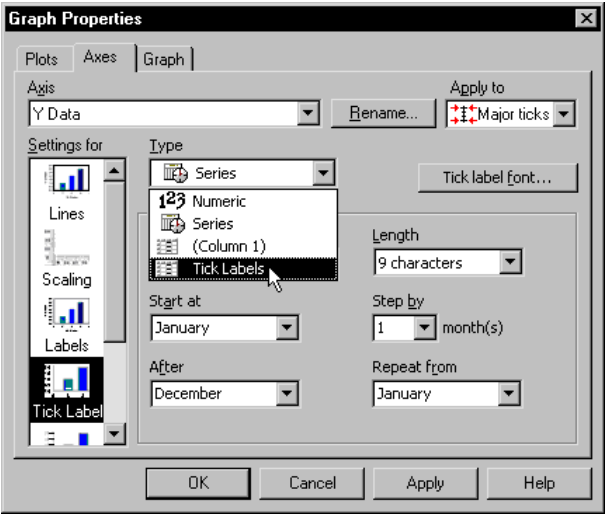 Graph Properties
Plots Axes Graph
Axis
Apply to
Y Data
Rename...
Major ticks
Settings for
Type
Series
Tick label font...
Lines
123 Numeric
Series
(Column 1)
Tick Labels
Length
9 characters
Scaling
Start at
Step by
January
1
month(s)
Labels
After
Repeat from
December
January
Tick Label
OK Cancel Apply Help